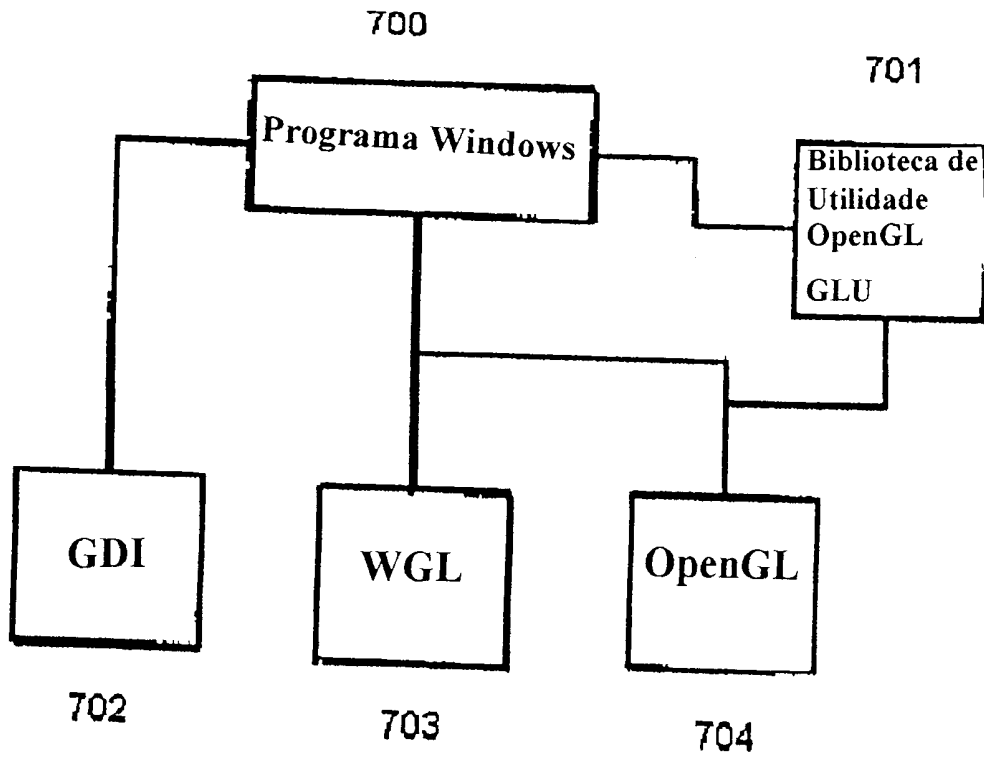 700
701
Programa Windows
Biblioteca de
Utilidade
OpenGL
GLU
GDI
WGL
OpenGL
702
703
704